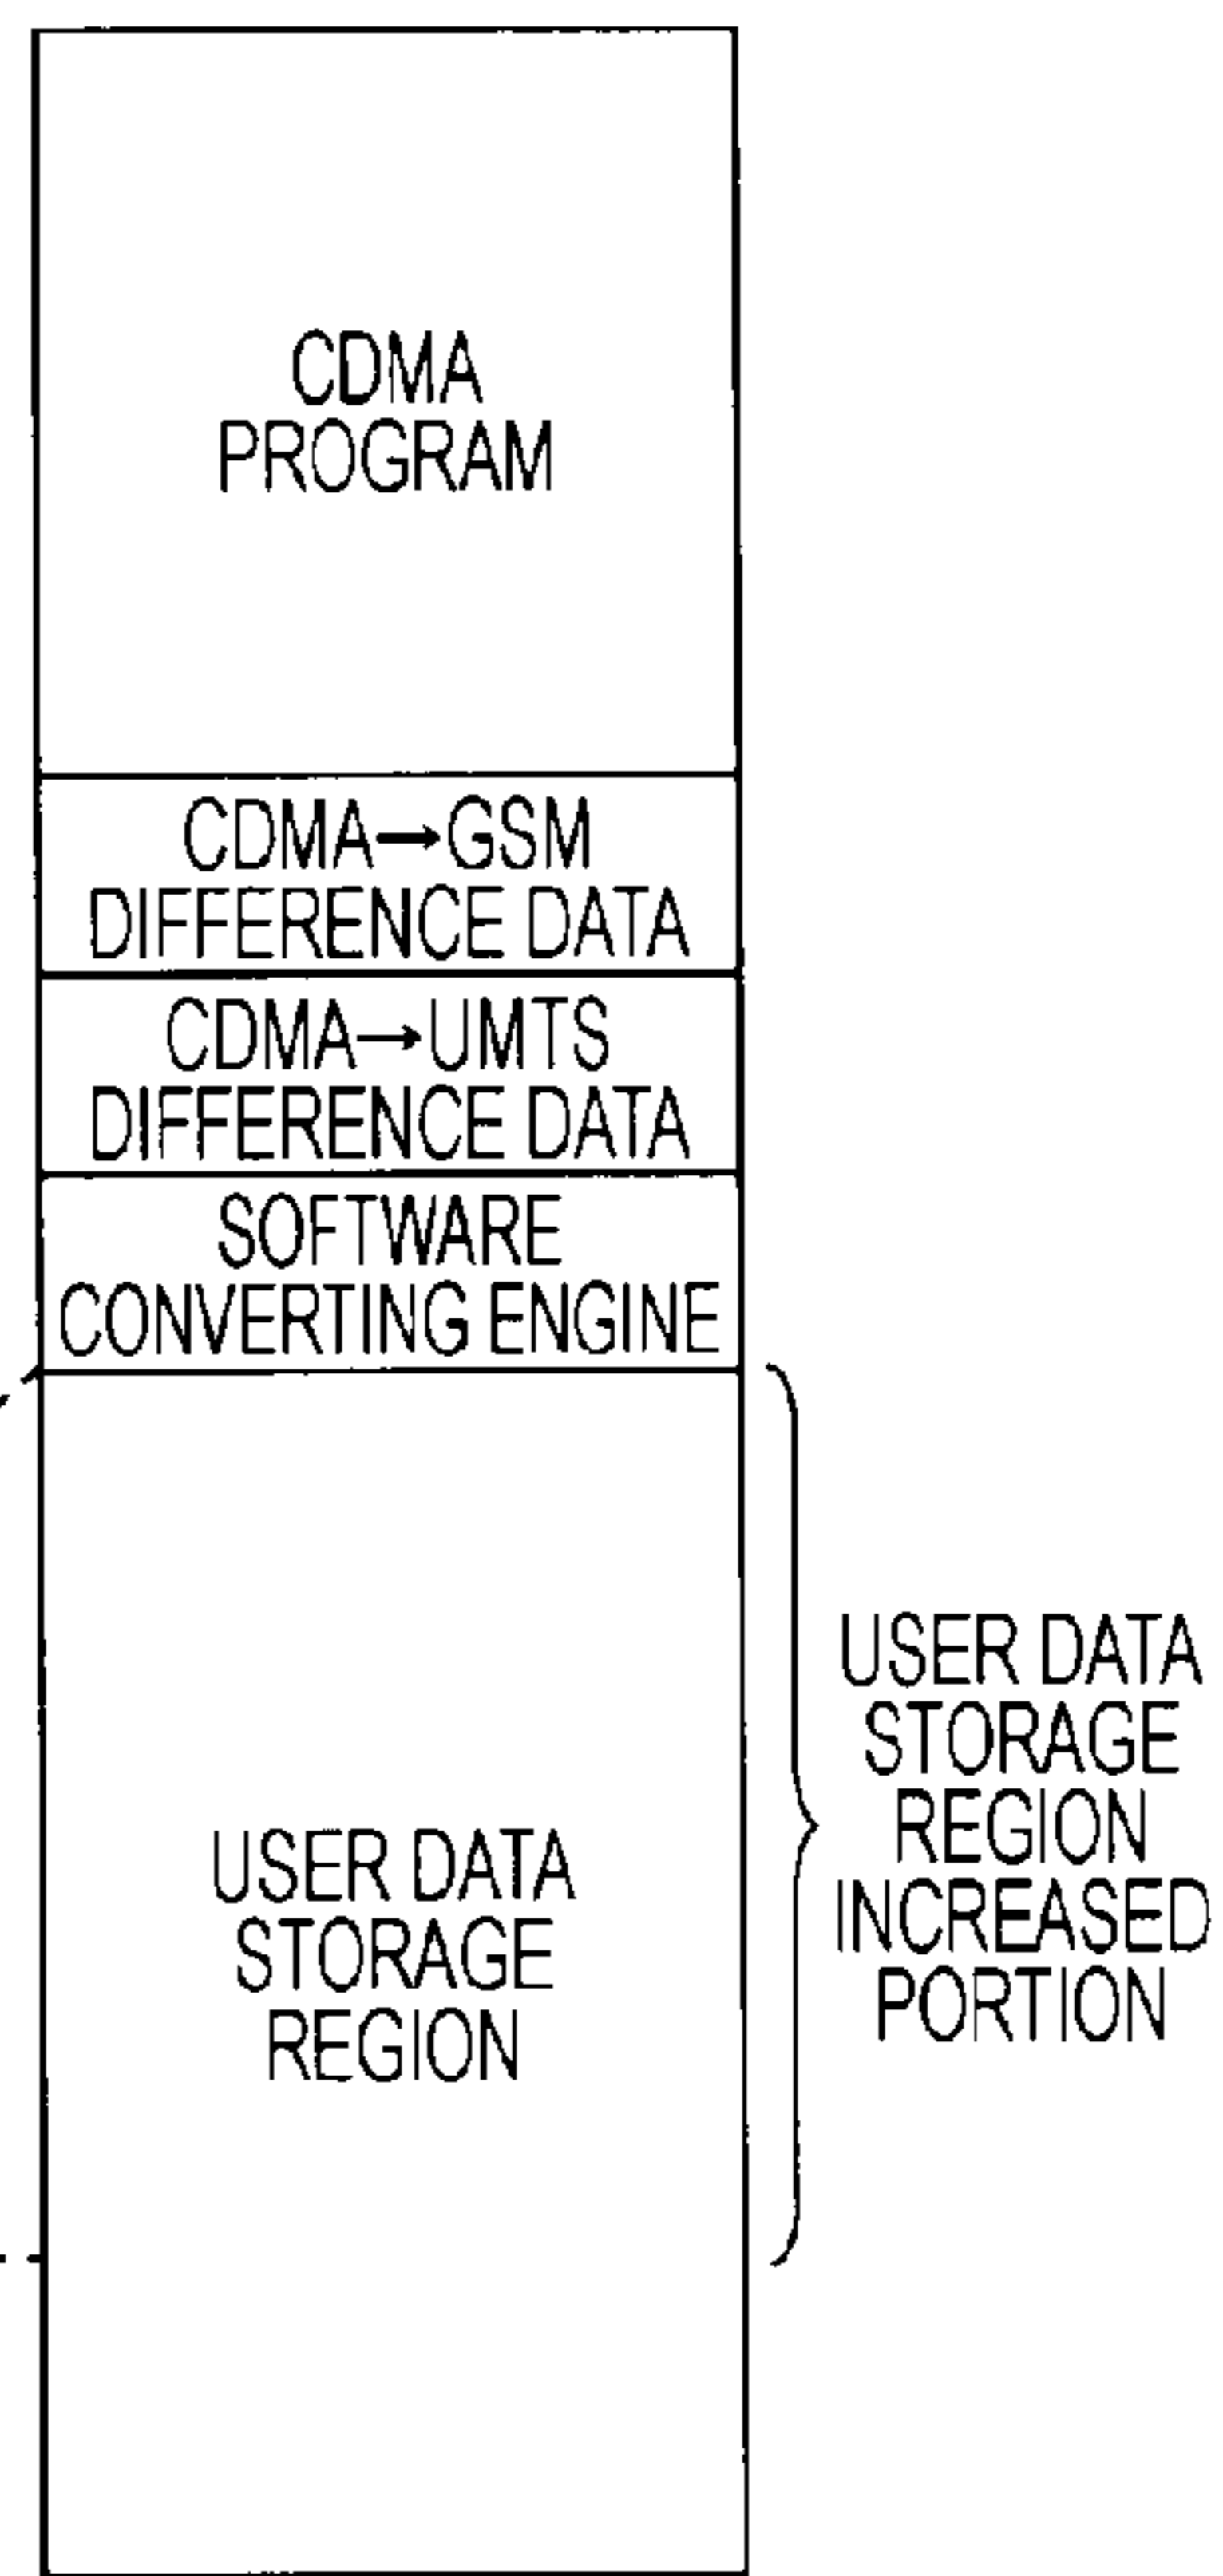 CDMA
PROGRAM
CDMA→GSM
DIFFERENCE DATA
CDMA→UMTS
DIFFERENCE DATA
SOFTWARE
CONVERTING ENGINE
USER DATA
STORAGE
REGION
USER DATA
STORAGE
REGION
INCREASED
PORTION